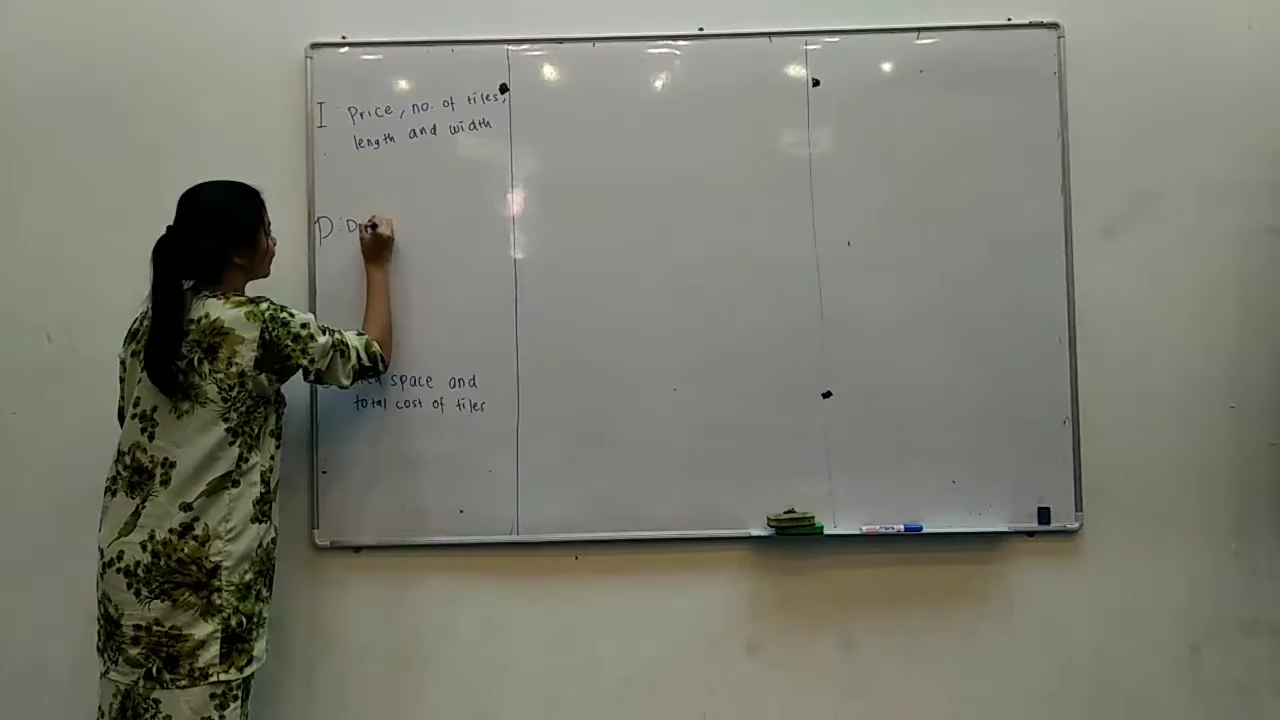 I : Price, no. of tiles,
length and width
P : D
space and
total cost of tiles